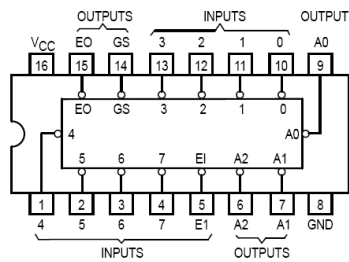 OUTPUTS INPUTS OUTPUT
VCC EO GS 3 2 1 0 A0
16 15 14 13 12 11 10 9
EO GS 3 2 1 0
4 A0
5 6 7 EI A2 A1
1 2 3 4 5 6 7 8
4 5 6 7 E1 A2 A1 GND
INPUTS OUTPUTS